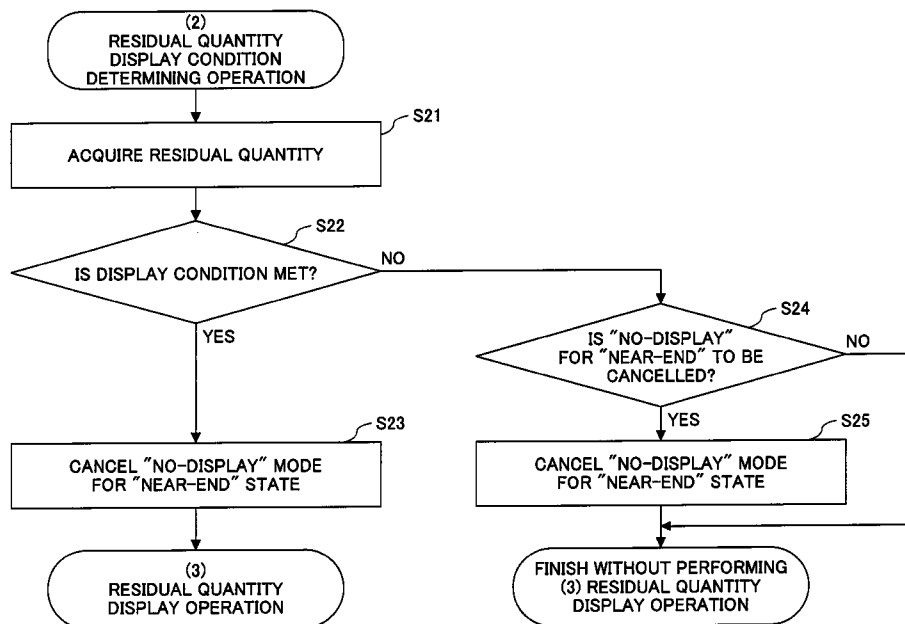 (2)
RESIDUAL QUANTITY
DISPLAY CONDITION
DETERMINING OPERATION
S21
ACQUIRE RESIDUAL QUANTITY
S22
IS DISPLAY CONDITION MET?
NO
YES
S24
IS "NO-DISPLAY"
FOR "NEAR-END" TO BE
CANCELLED?
NO
YES
S23
CANCEL "NO-DISPLAY" MODE
FOR "NEAR-END" STATE
S25
CANCEL "NO-DISPLAY" MODE
FOR "NEAR-END" STATE
(3)
RESIDUAL QUANTITY
DISPLAY OPERATION
FINISH WITHOUT PERFORMING
(3) RESIDUAL QUANTITY
DISPLAY OPERATION